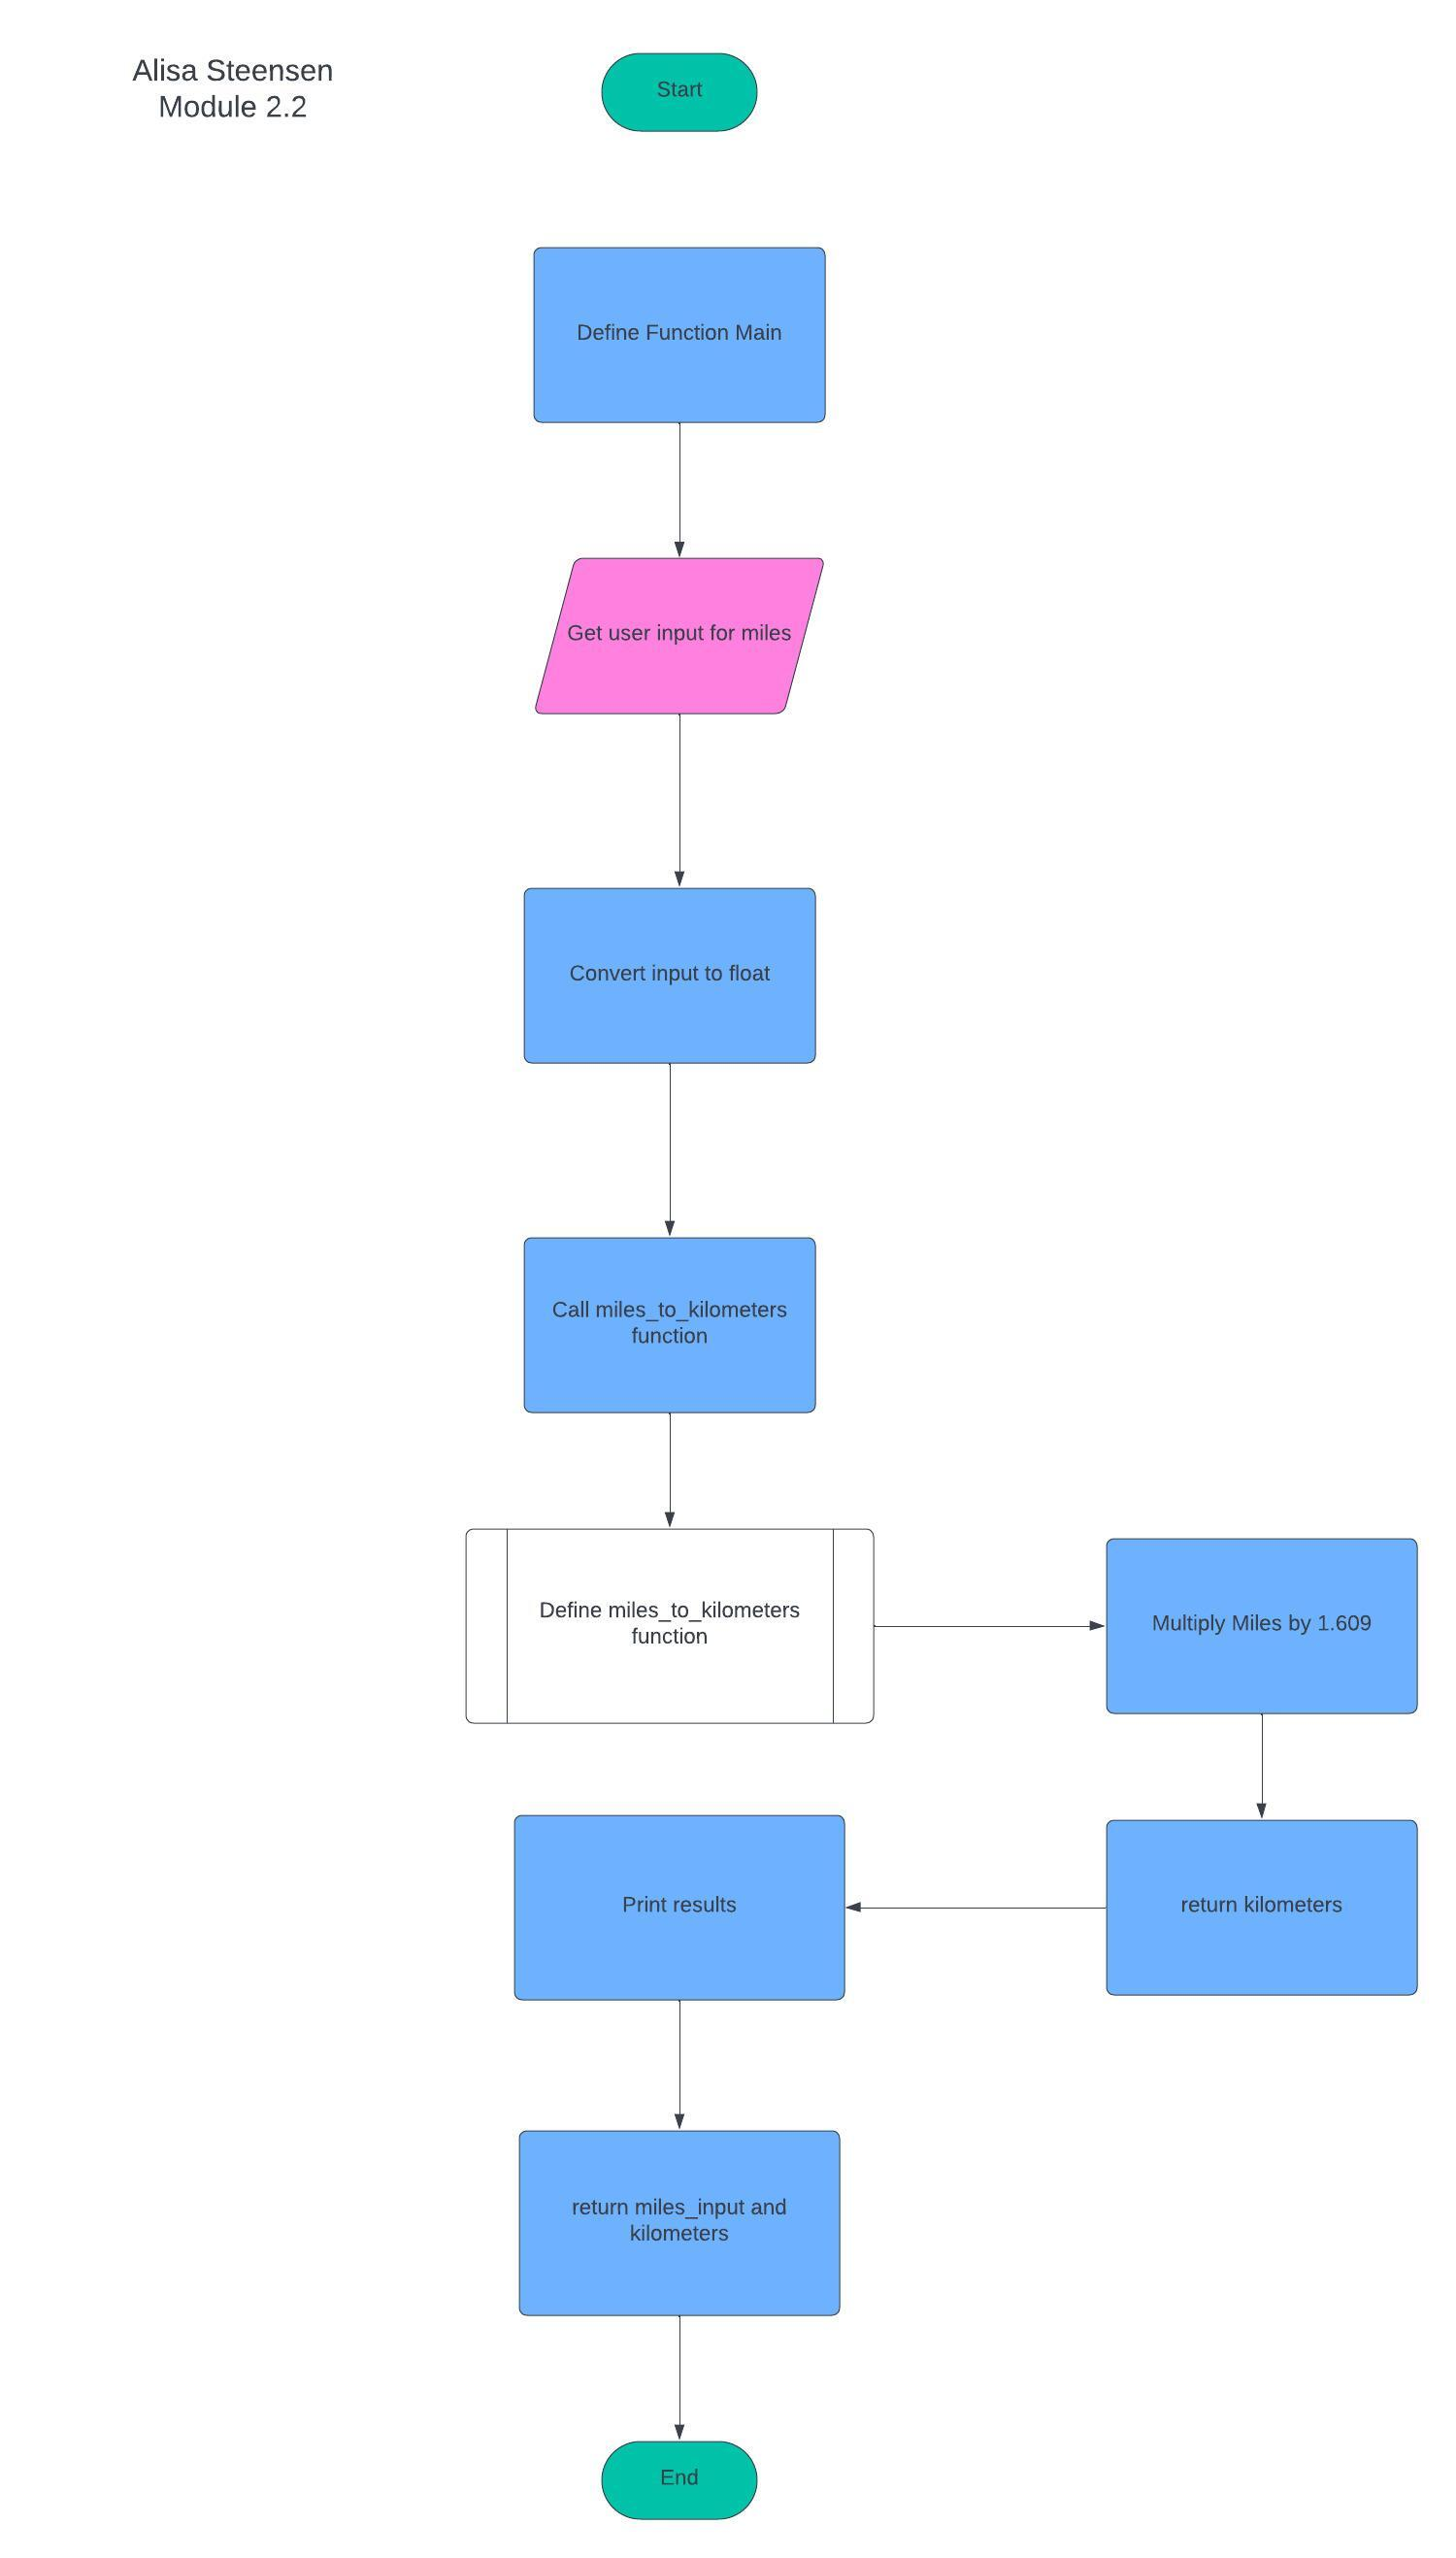 Alisa Steensen
Module 2.2
Start
Define Function Main
Get user input for miles
Convert input to float
Call miles_to_kilometers
function
Define miles_to_kilometers
function
Multiply Miles by 1.609
return kilometers
Print results
return miles_input and
kilometers
End